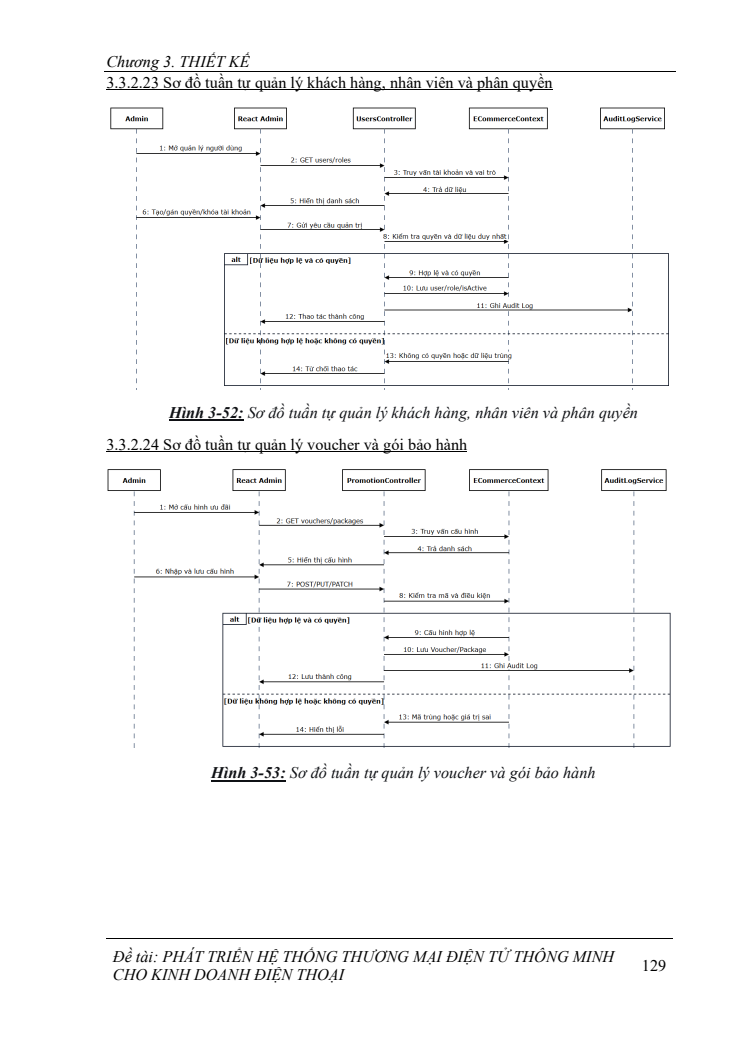 Chương 3. THIẾT KẾ
3.3.2.23 Sơ đồ tuần tự quản lý khách hàng, nhân viên và phân quyền
Admin
React Admin
UsersController
ECommerceContext
AuditLogService
1: Mở quản lý người dùng
2: GET users/roles
3: Truy vấn tài khoản và vai trò
4: Trả dữ liệu
5: Hiển thị danh sách
6: Tạo/gán quyền/khóa tài khoản
7: Gửi yêu cầu quản trị
8: Kiểm tra quyền và dữ liệu duy nhất
alt [Dữ liệu hợp lệ và có quyền]
9: Hợp lệ và có quyền
10: Lưu user/role/isActive
11: Ghi Audit Log
12: Thao tác thành công
[Dữ liệu không hợp lệ hoặc không có quyền]
13: Không có quyền hoặc dữ liệu trùng
14: Từ chối thao tác
Hình 3-52: Sơ đồ tuần tự quản lý khách hàng, nhân viên và phân quyền
3.3.2.24 Sơ đồ tuần tự quản lý voucher và gói bảo hành
Admin
React Admin
PromotionController
ECommerceContext
AuditLogService
1: Mở cấu hình ưu đãi
2: GET vouchers/packages
3: Truy vấn cấu hình
4: Trả danh sách
5: Hiển thị cấu hình
6: Nhập và lưu cấu hình
7: POST/PUT/PATCH
8: Kiểm tra mã và điều kiện
alt [Dữ liệu hợp lệ và có quyền]
9: Cấu hình hợp lệ
10: Lưu Voucher/Package
11: Ghi Audit Log
12: Lưu thành công
[Dữ liệu không hợp lệ hoặc không có quyền]
13: Mã trùng hoặc giá trị sai
14: Hiển thị lỗi
Hình 3-53: Sơ đồ tuần tự quản lý voucher và gói bảo hành
Đề tài: PHÁT TRIỂN HỆ THỐNG THƯƠNG MẠI ĐIỆN TỬ THÔNG MINH
CHO KINH DOANH ĐIỆN THOẠI
129